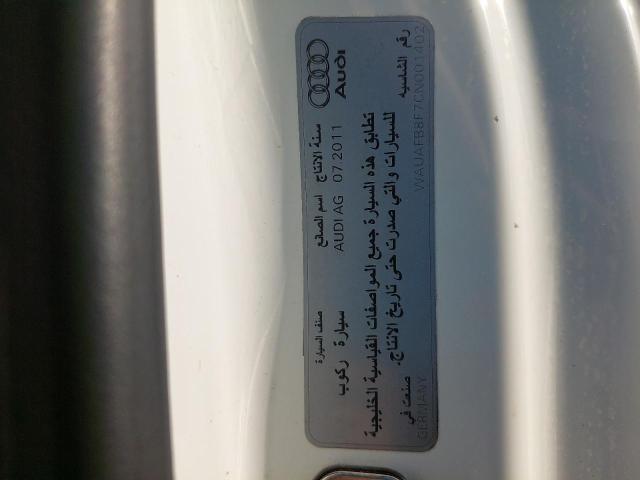 Audi
سنة الانتاج اسم الصانع صنف السيارة
07.2011 AUDI AG سيارة ركوب
تطابق هذه السيارة جميع المواصفات القياسية الخليجية
للسيارات والتي صدرت حتى تاريخ الانتاج.
رقم الشاسيه WAUAFB8F7CN001402 صنعت في GERMANY